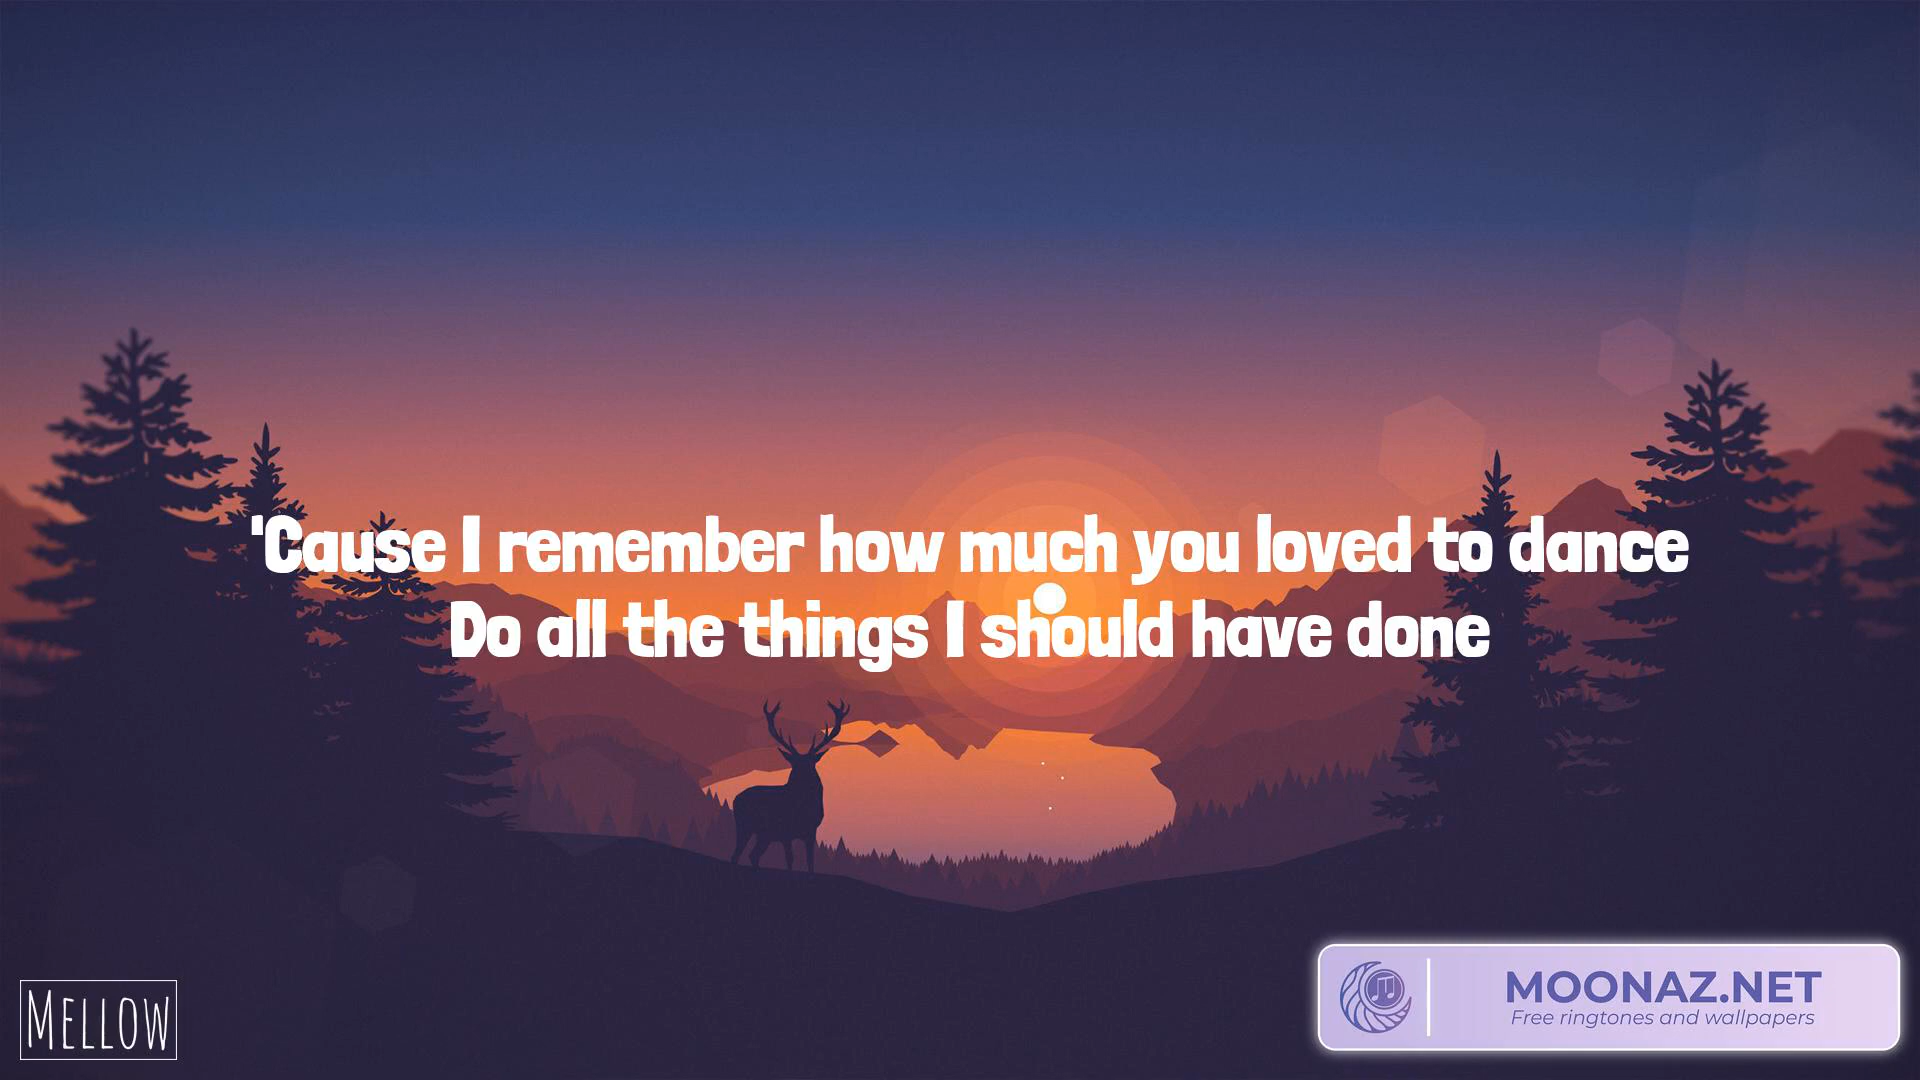 'Cause I remember how much you loved to dance
Do all the things I should have done
MELLOW
MOONAZ.NET
Free ringtones and wallpapers